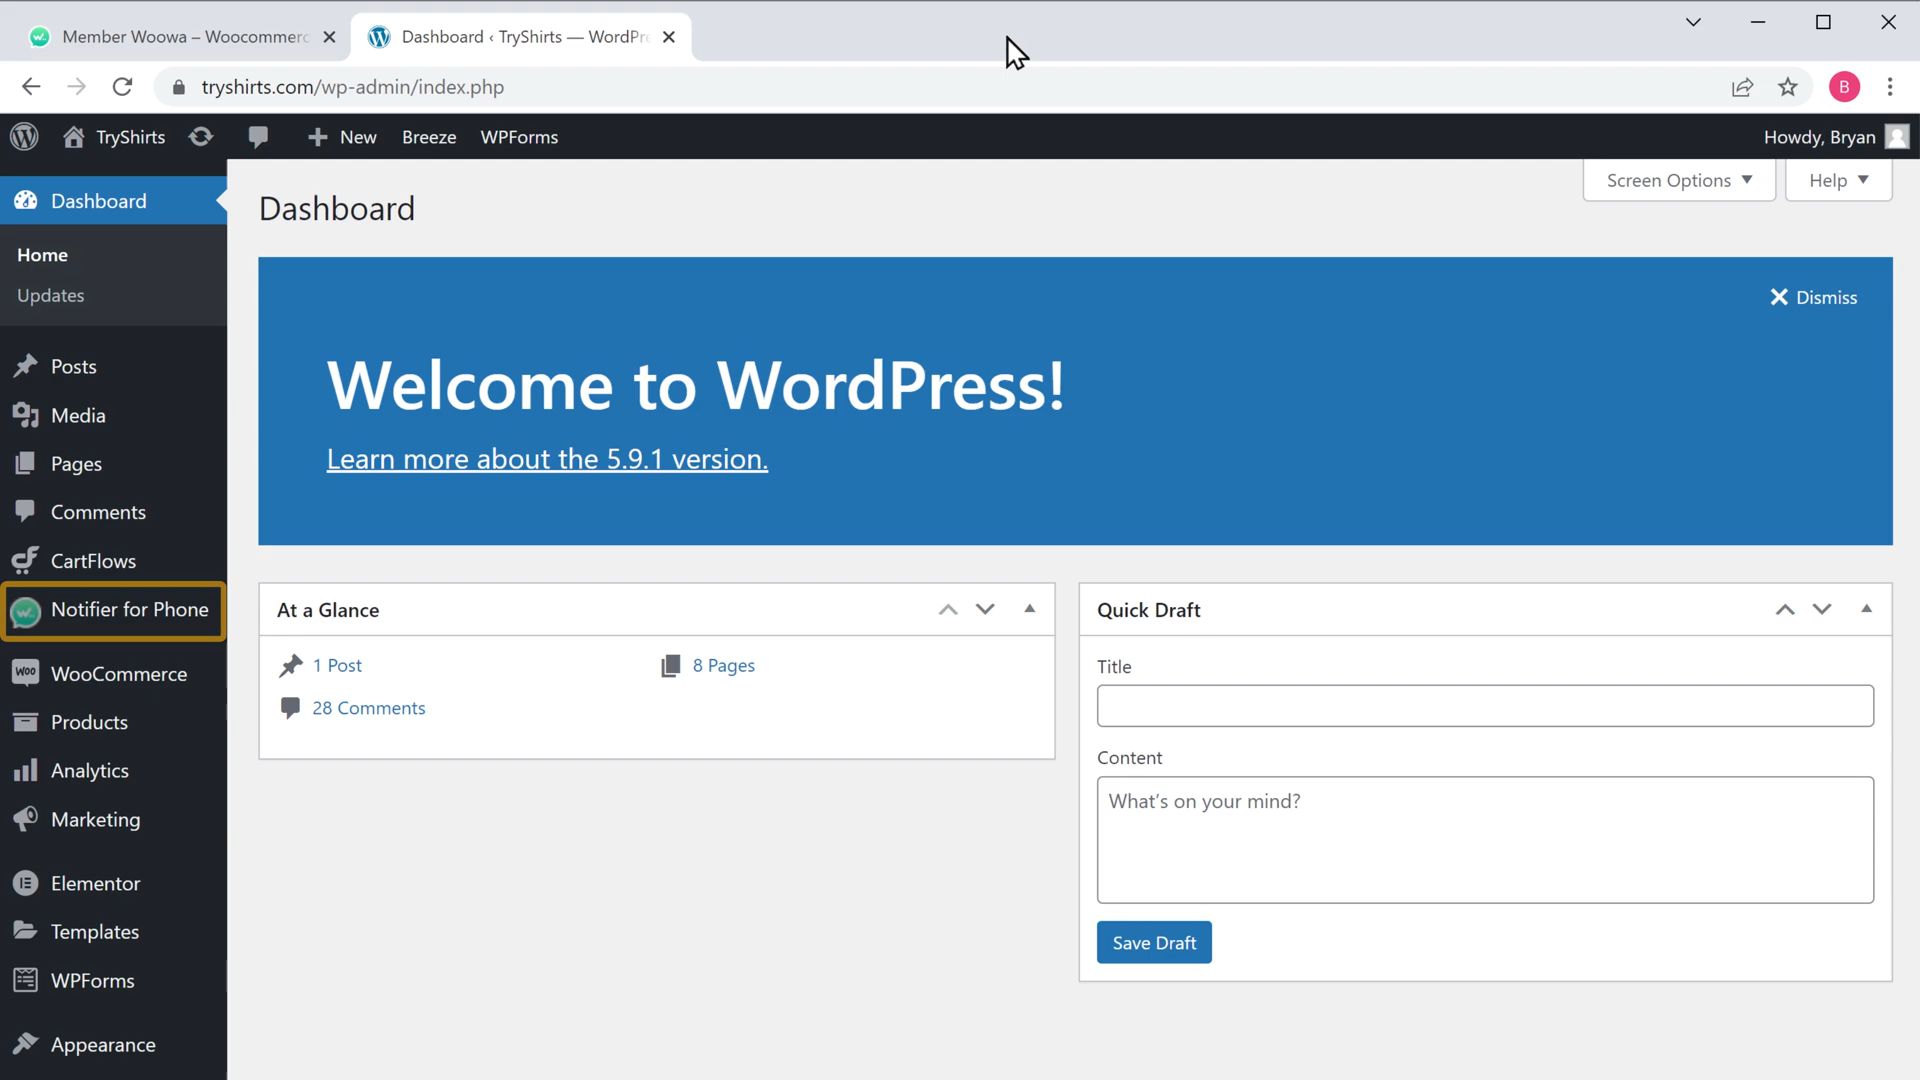 Member Woowa – Woocommerc
Dashboard ‹ TryShirts — WordPre
tryshirts.com/wp-admin/index.php
B
TryShirts
New
Breeze
WPForms
Howdy, Bryan
Dashboard
Home
Updates
Posts
Media
Pages
Comments
CartFlows
Notifier for Phone
WooCommerce
Products
Analytics
Marketing
Elementor
Templates
WPForms
Appearance
Screen Options
Help
Dashboard
Dismiss
Welcome to WordPress!
Learn more about the 5.9.1 version.
At a Glance
1 Post
8 Pages
28 Comments
Quick Draft
Title
Content
What's on your mind?
Save Draft